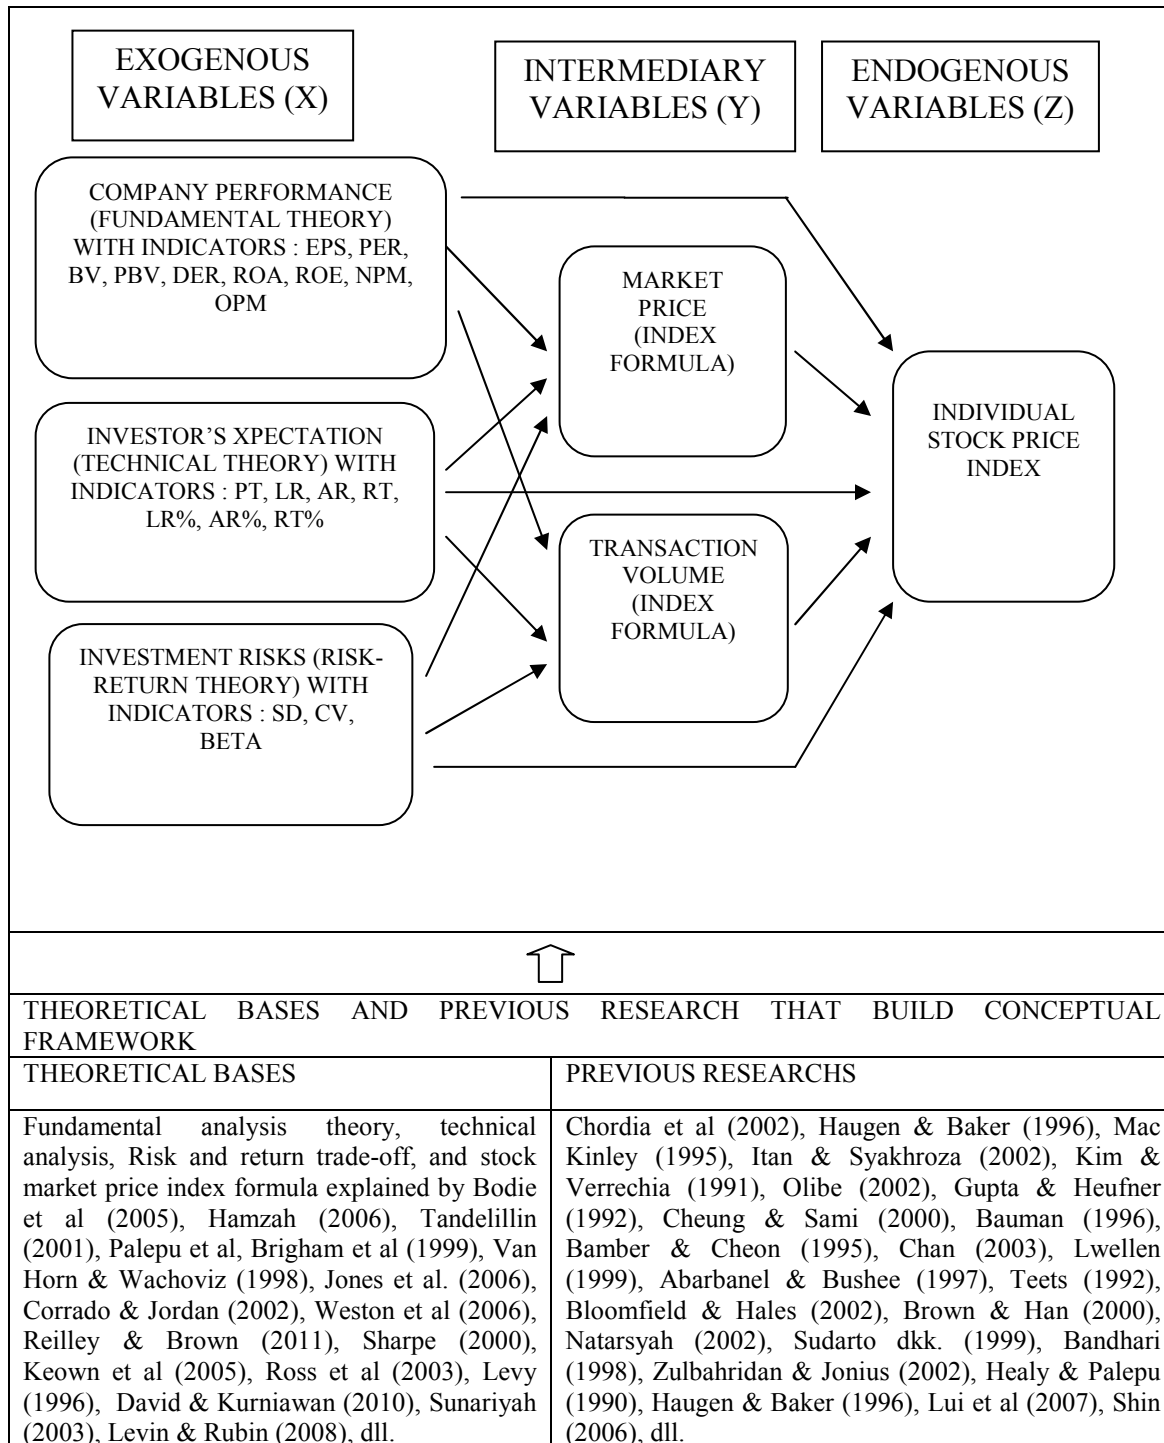 EXOGENOUS
VARIABLES (X)
INTERMEDIARY
VARIABLES (Y)
ENDOGENOUS
VARIABLES (Z)
COMPANY PERFORMANCE
(FUNDAMENTAL THEORY)
WITH INDICATORS : EPS, PER,
BV, PBV, DER, ROA, ROE, NPM,
OPM
MARKET
PRICE
(INDEX
FORMULA)
INDIVIDUAL
STOCK PRICE
INDEX
INVESTOR'S XPECTATION
(TECHNICAL THEORY) WITH
INDICATORS : PT, LR, AR, RT,
LR%, AR%, RT%
TRANSACTION
VOLUME
(INDEX
FORMULA)
INVESTMENT RISKS (RISK-
RETURN THEORY) WITH
INDICATORS : SD, CV,
BETA
THEORETICAL BASES AND PREVIOUS RESEARCH THAT BUILD CONCEPTUAL
FRAMEWORK
THEORETICAL BASES
Fundamental analysis theory, technical
analysis, Risk and return trade-off, and stock
market price index formula explained by Bodie
et al (2005), Hamzah (2006), Tandelillin
(2001), Palepu et al, Brigham et al (1999), Van
Horn & Wachoviz (1998), Jones et al. (2006),
Corrado & Jordan (2002), Weston et al (2006),
Reilley & Brown (2011), Sharpe (2000),
Keown et al (2005), Ross et al (2003), Levy
(1996), David & Kurniawan (2010), Sunariyah
(2003), Levin & Rubin (2008), dll.
PREVIOUS RESEARCHS
Chordia et al (2002), Haugen & Baker (1996), Mac
Kinley (1995), Itan & Syakhroza (2002), Kim &
Verrechia (1991), Olibe (2002), Gupta & Heufner
(1992), Cheung & Sami (2000), Bauman (1996),
Bamber & Cheon (1995), Chan (2003), Lwellen
(1999), Abarbanel & Bushee (1997), Teets (1992),
Bloomfield & Hales (2002), Brown & Han (2000),
Natarsyah (2002), Sudarto dkk. (1999), Bandhari
(1998), Zulbahridan & Jonius (2002), Healy & Palepu
(1990), Haugen & Baker (1996), Lui et al (2007), Shin
(2006), dll.